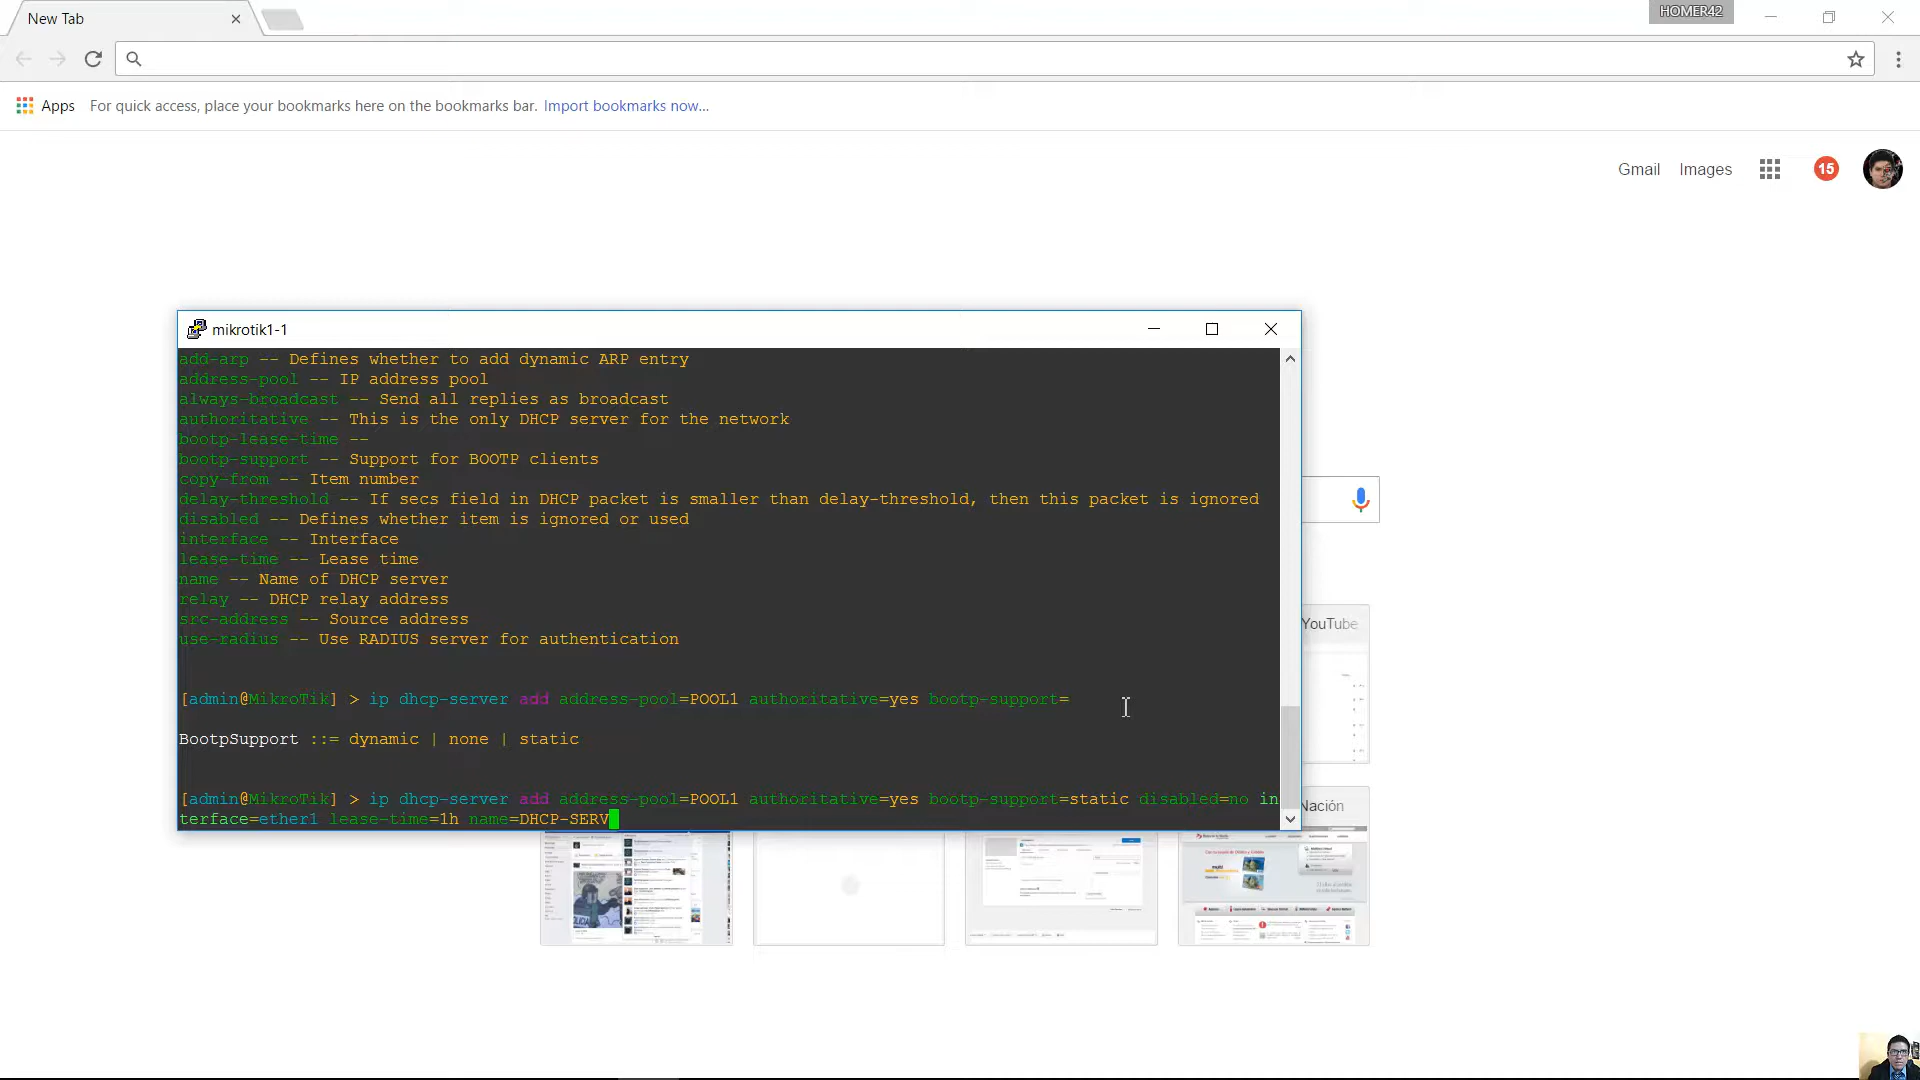 New Tab
HOMER42
Apps For quick access, place your bookmarks here on the bookmarks bar. Import bookmarks now...
Gmail Images 15
mikrotik1-1
add-arp -- Defines whether to add dynamic ARP entry
address-pool -- IP address pool
always-broadcast -- Send all replies as broadcast
authoritative -- This is the only DHCP server for the network
bootp-lease-time --
bootp-support -- Support for BOOTP clients
copy-from -- Item number
delay-threshold -- If secs field in DHCP packet is smaller than delay-threshold, then this packet is ignored
disabled -- Defines whether item is ignored or used
interface -- Interface
lease-time -- Lease time
name -- Name of DHCP server
relay -- DHCP relay address
src-address -- Source address
use-radius -- Use RADIUS server for authentication
[admin@MikroTik] > ip dhcp-server add address-pool=POOL1 authoritative=yes bootp-support=
BootpSupport ::= dynamic | none | static
[admin@MikroTik] > ip dhcp-server add address-pool=POOL1 authoritative=yes bootp-support=static disabled=no in
terface=ether1 lease-time=1h name=DHCP-SERV
YouTube
Nación